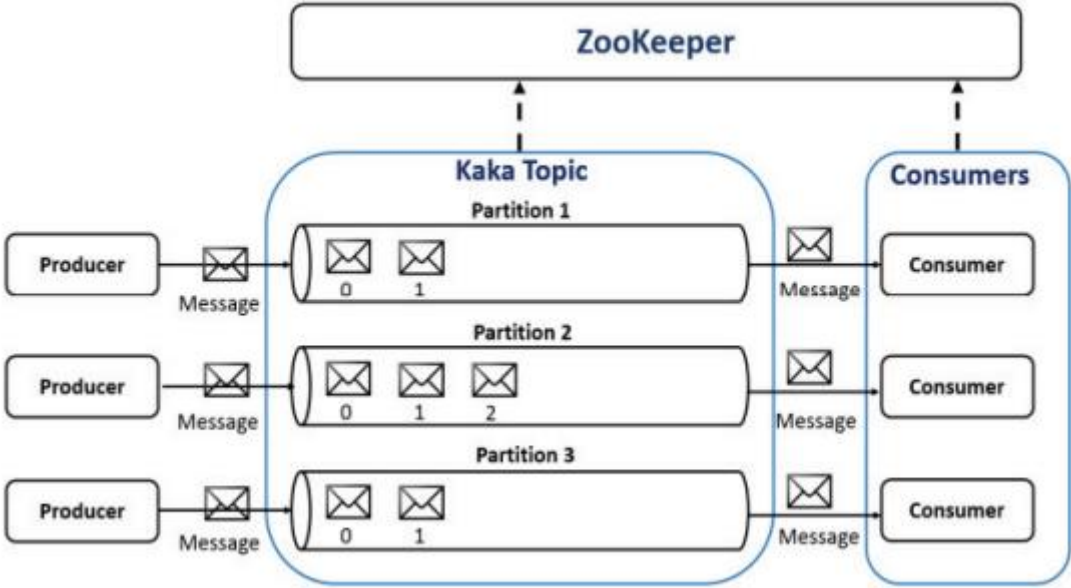 ZooKeeper
Kaka Topic
Consumers
Partition 1
Producer
Message
0 1
Message
Consumer
Partition 2
Producer
Message
0 1 2
Message
Consumer
Partition 3
Producer
Message
0 1
Message
Consumer